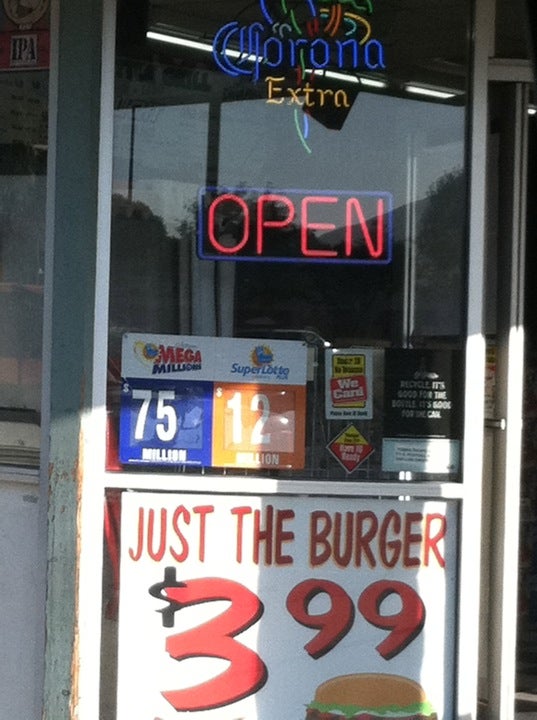 IPA
Corona
Extra
OPEN
MEGA
MILLIONS
$75
MILLION
SuperLotto
PLUS
$12
MILLION
We
Card
RECYCLE. IT'S
GOOD FOR THE
BOTTLE. IT'S GOOD
FOR THE CAN.
JUST THE BURGER
$3 99